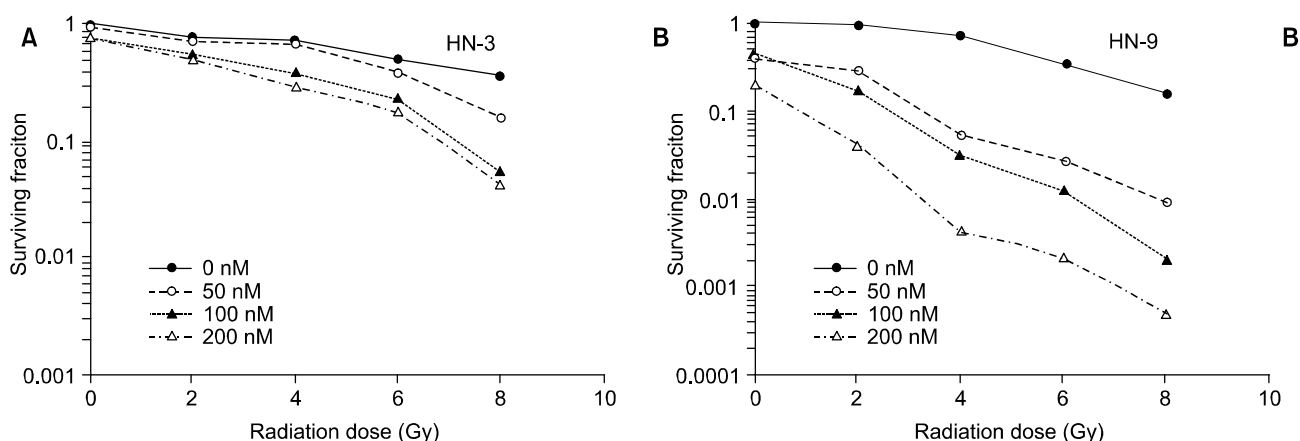 A
HN-3
1
0.1
0.01
0.001
Surviving fraciton
0 nM
50 nM
100 nM
200 nM
0 2 4 6 8 10
Radiation dose (Gy)
B
HN-9
B
1
0.1
0.01
0.001
0.0001
Surviving fraciton
0 nM
50 nM
100 nM
200 nM
0 2 4 6 8 10
Radiation dose (Gy)